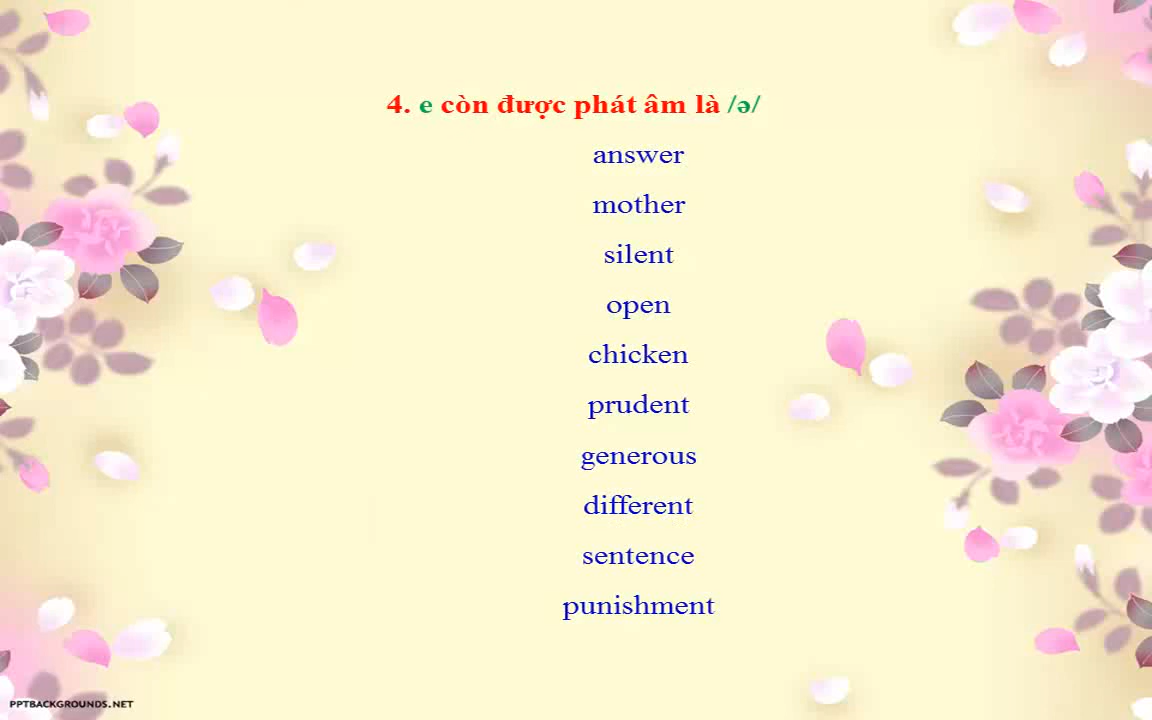 4. e còn được phát âm là /ə/
answer
mother
silent
open
chicken
prudent
generous
different
sentence
punishment
PPTBACKGROUNDS.NET